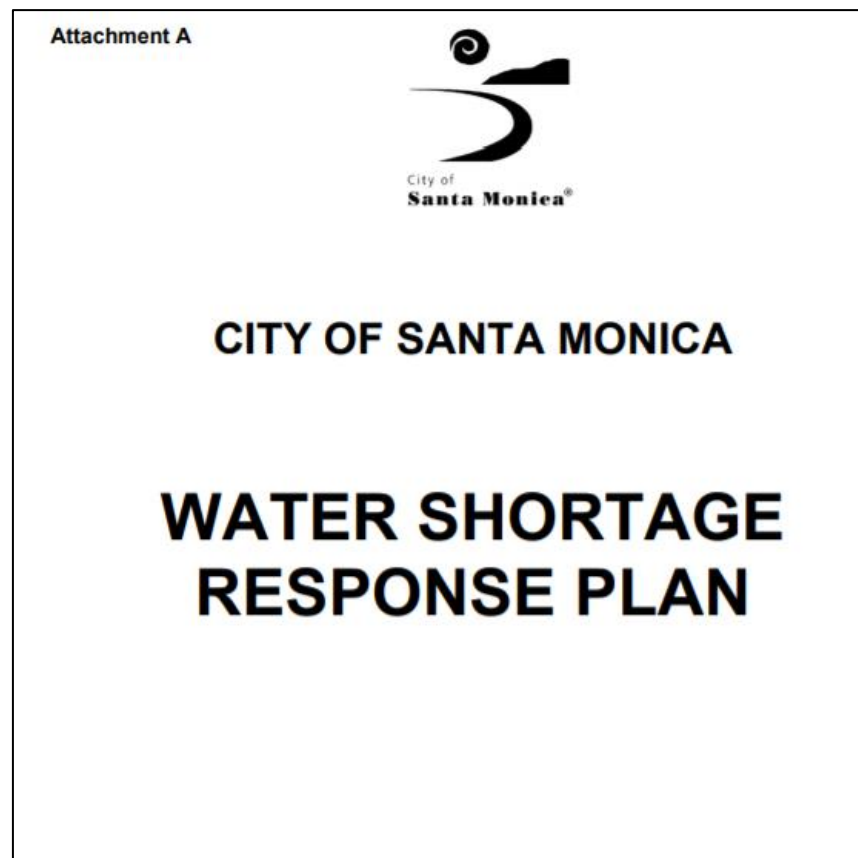 Attachment A
City of
Santa Monica®
CITY OF SANTA MONICA
WATER SHORTAGE
RESPONSE PLAN